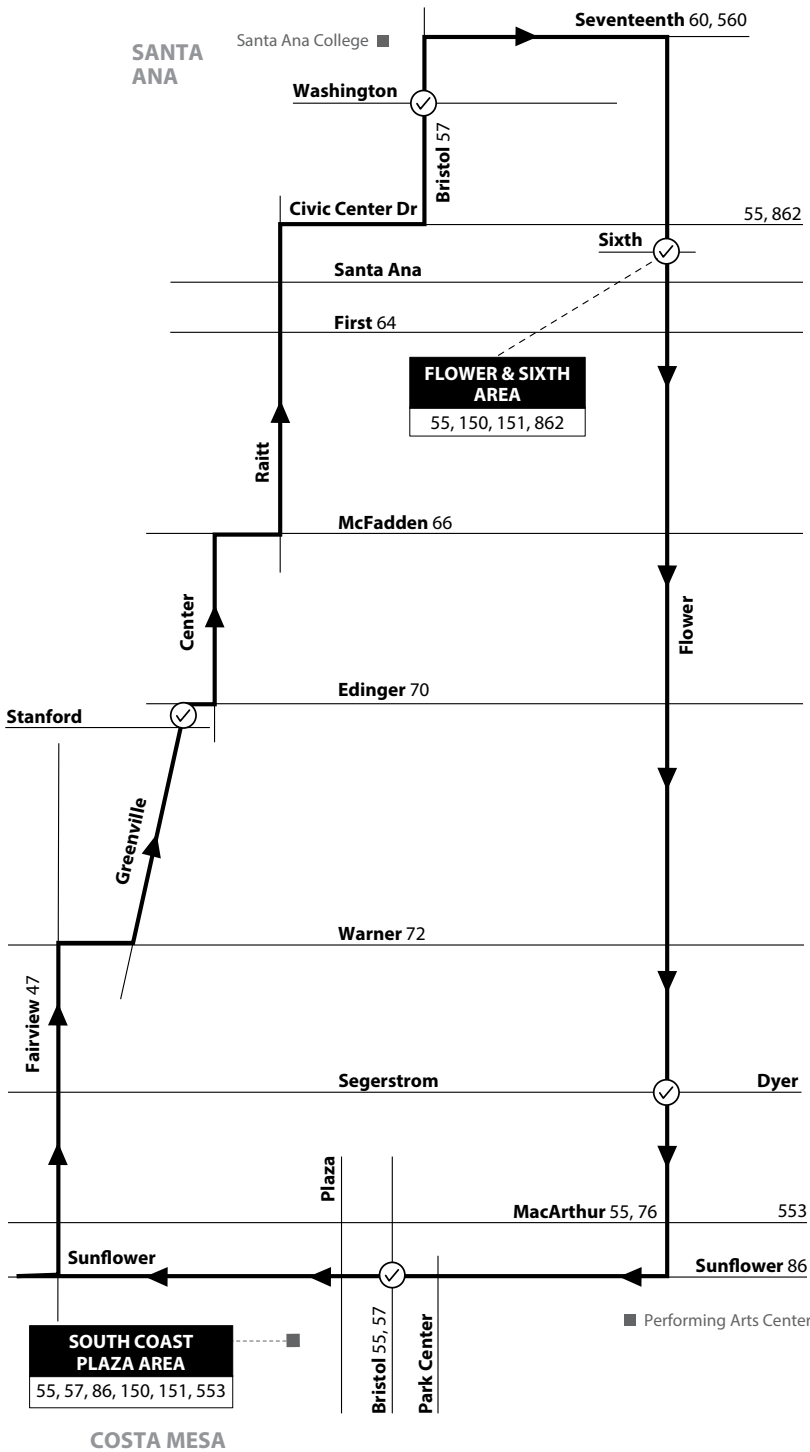 Seventeenth 60, 560
Santa Ana College
SANTA
ANA
Washington
Bristol 57
Civic Center Dr
55, 862
Sixth
Santa Ana
First 64
FLOWER & SIXTH
AREA
55, 150, 151, 862
Raitt
McFadden 66
Center
Flower
Edinger 70
Stanford
Greenville
Warner 72
Fairview 47
Segerstrom
Dyer
Plaza
MacArthur 55, 76
553
Sunflower
Sunflower 86
Performing Arts Center
SOUTH COAST
PLAZA AREA
55, 57, 86, 150, 151, 553
Bristol 55, 57
Park Center
COSTA MESA